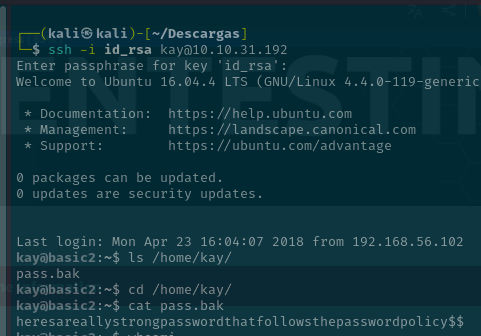 ┌──(kali㉿kali)-[~/Descargas]
└─$ ssh -i id_rsa kay@10.10.31.192
Enter passphrase for key 'id_rsa':
Welcome to Ubuntu 16.04.4 LTS (GNU/Linux 4.4.0-119-generic
* Documentation: https://help.ubuntu.com
* Management: https://landscape.canonical.com
* Support: https://ubuntu.com/advantage
0 packages can be updated.
0 updates are security updates.
Last login: Mon Apr 23 16:04:07 2018 from 192.168.56.102
kay@basic2:~$ ls /home/kay/
pass.bak
kay@basic2:~$ cd /home/kay/
kay@basic2:~$ cat pass.bak
heresareallystrongpasswordthatfollowsthepasswordpolicy$$
kay@basic2:~$